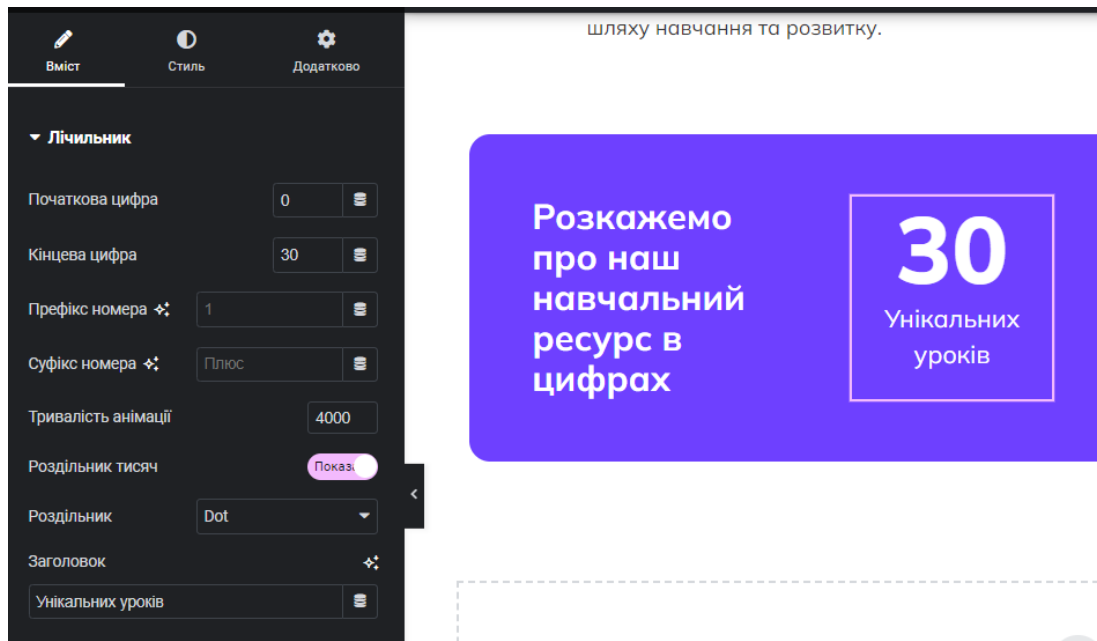 Вміст
Стиль
Додатково
Лічильник
Початкова цифра
0
Кінцева цифра
30
Префікс номера
1
Суфікс номера
Плюс
Тривалість анімації
4000
Роздільник тисяч
Роздільник
Dot
Заголовок
Унікальних уроків
шляху навчання та розвитку.
Розкажемо
про наш
навчальний
ресурс в
цифрах
30
Унікальних
уроків